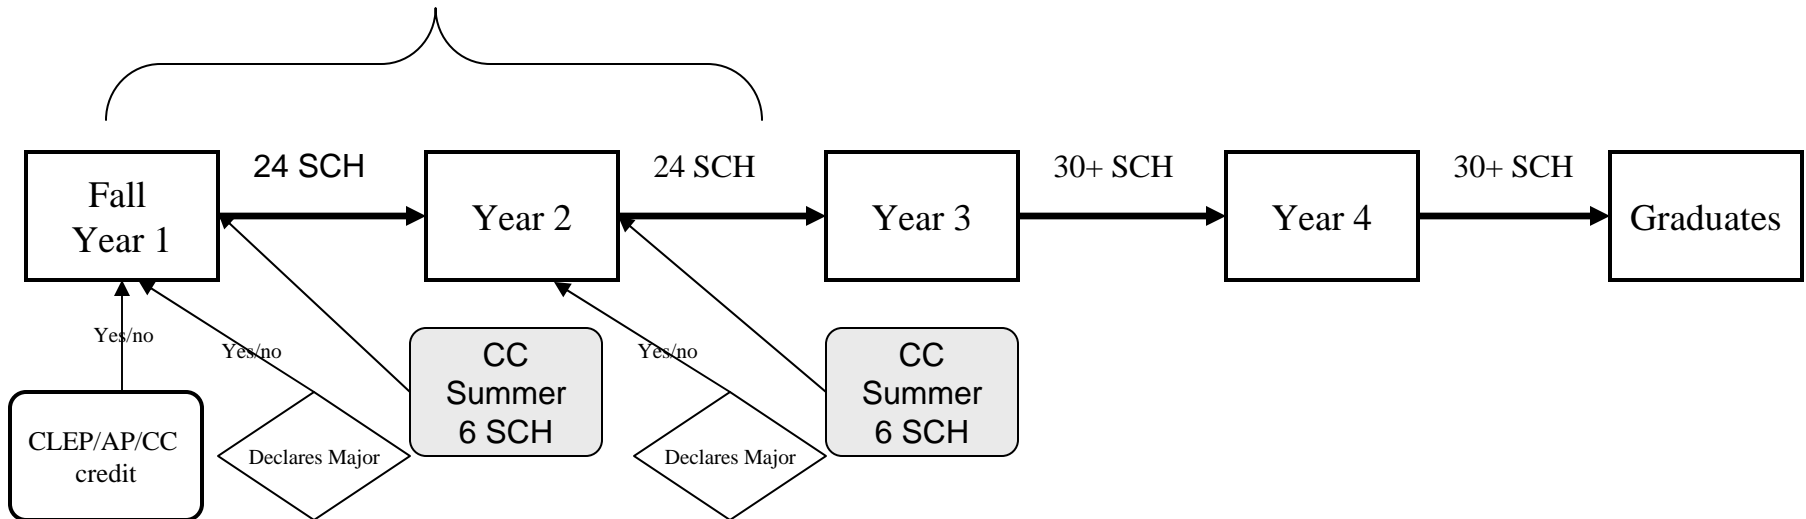 24 SCH
24 SCH
30+ SCH
30+ SCH
Fall
Year 1
Year 2
Year 3
Year 4
Graduates
Yes/no
Yes/no
Yes/no
CC
Summer
6 SCH
CC
Summer
6 SCH
CLEP/AP/CC
credit
Declares Major
Declares Major